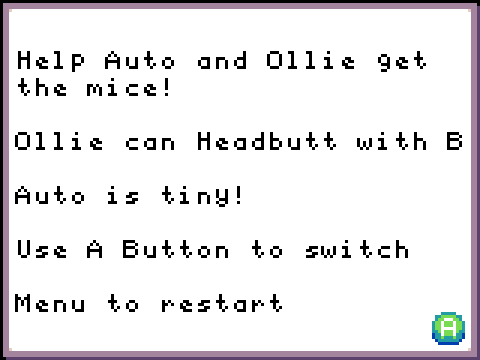 Help Auto and Ollie get
the mice!
Ollie can Headbutt with B
Auto is tiny!
Use A Button to switch
Menu to restart
A